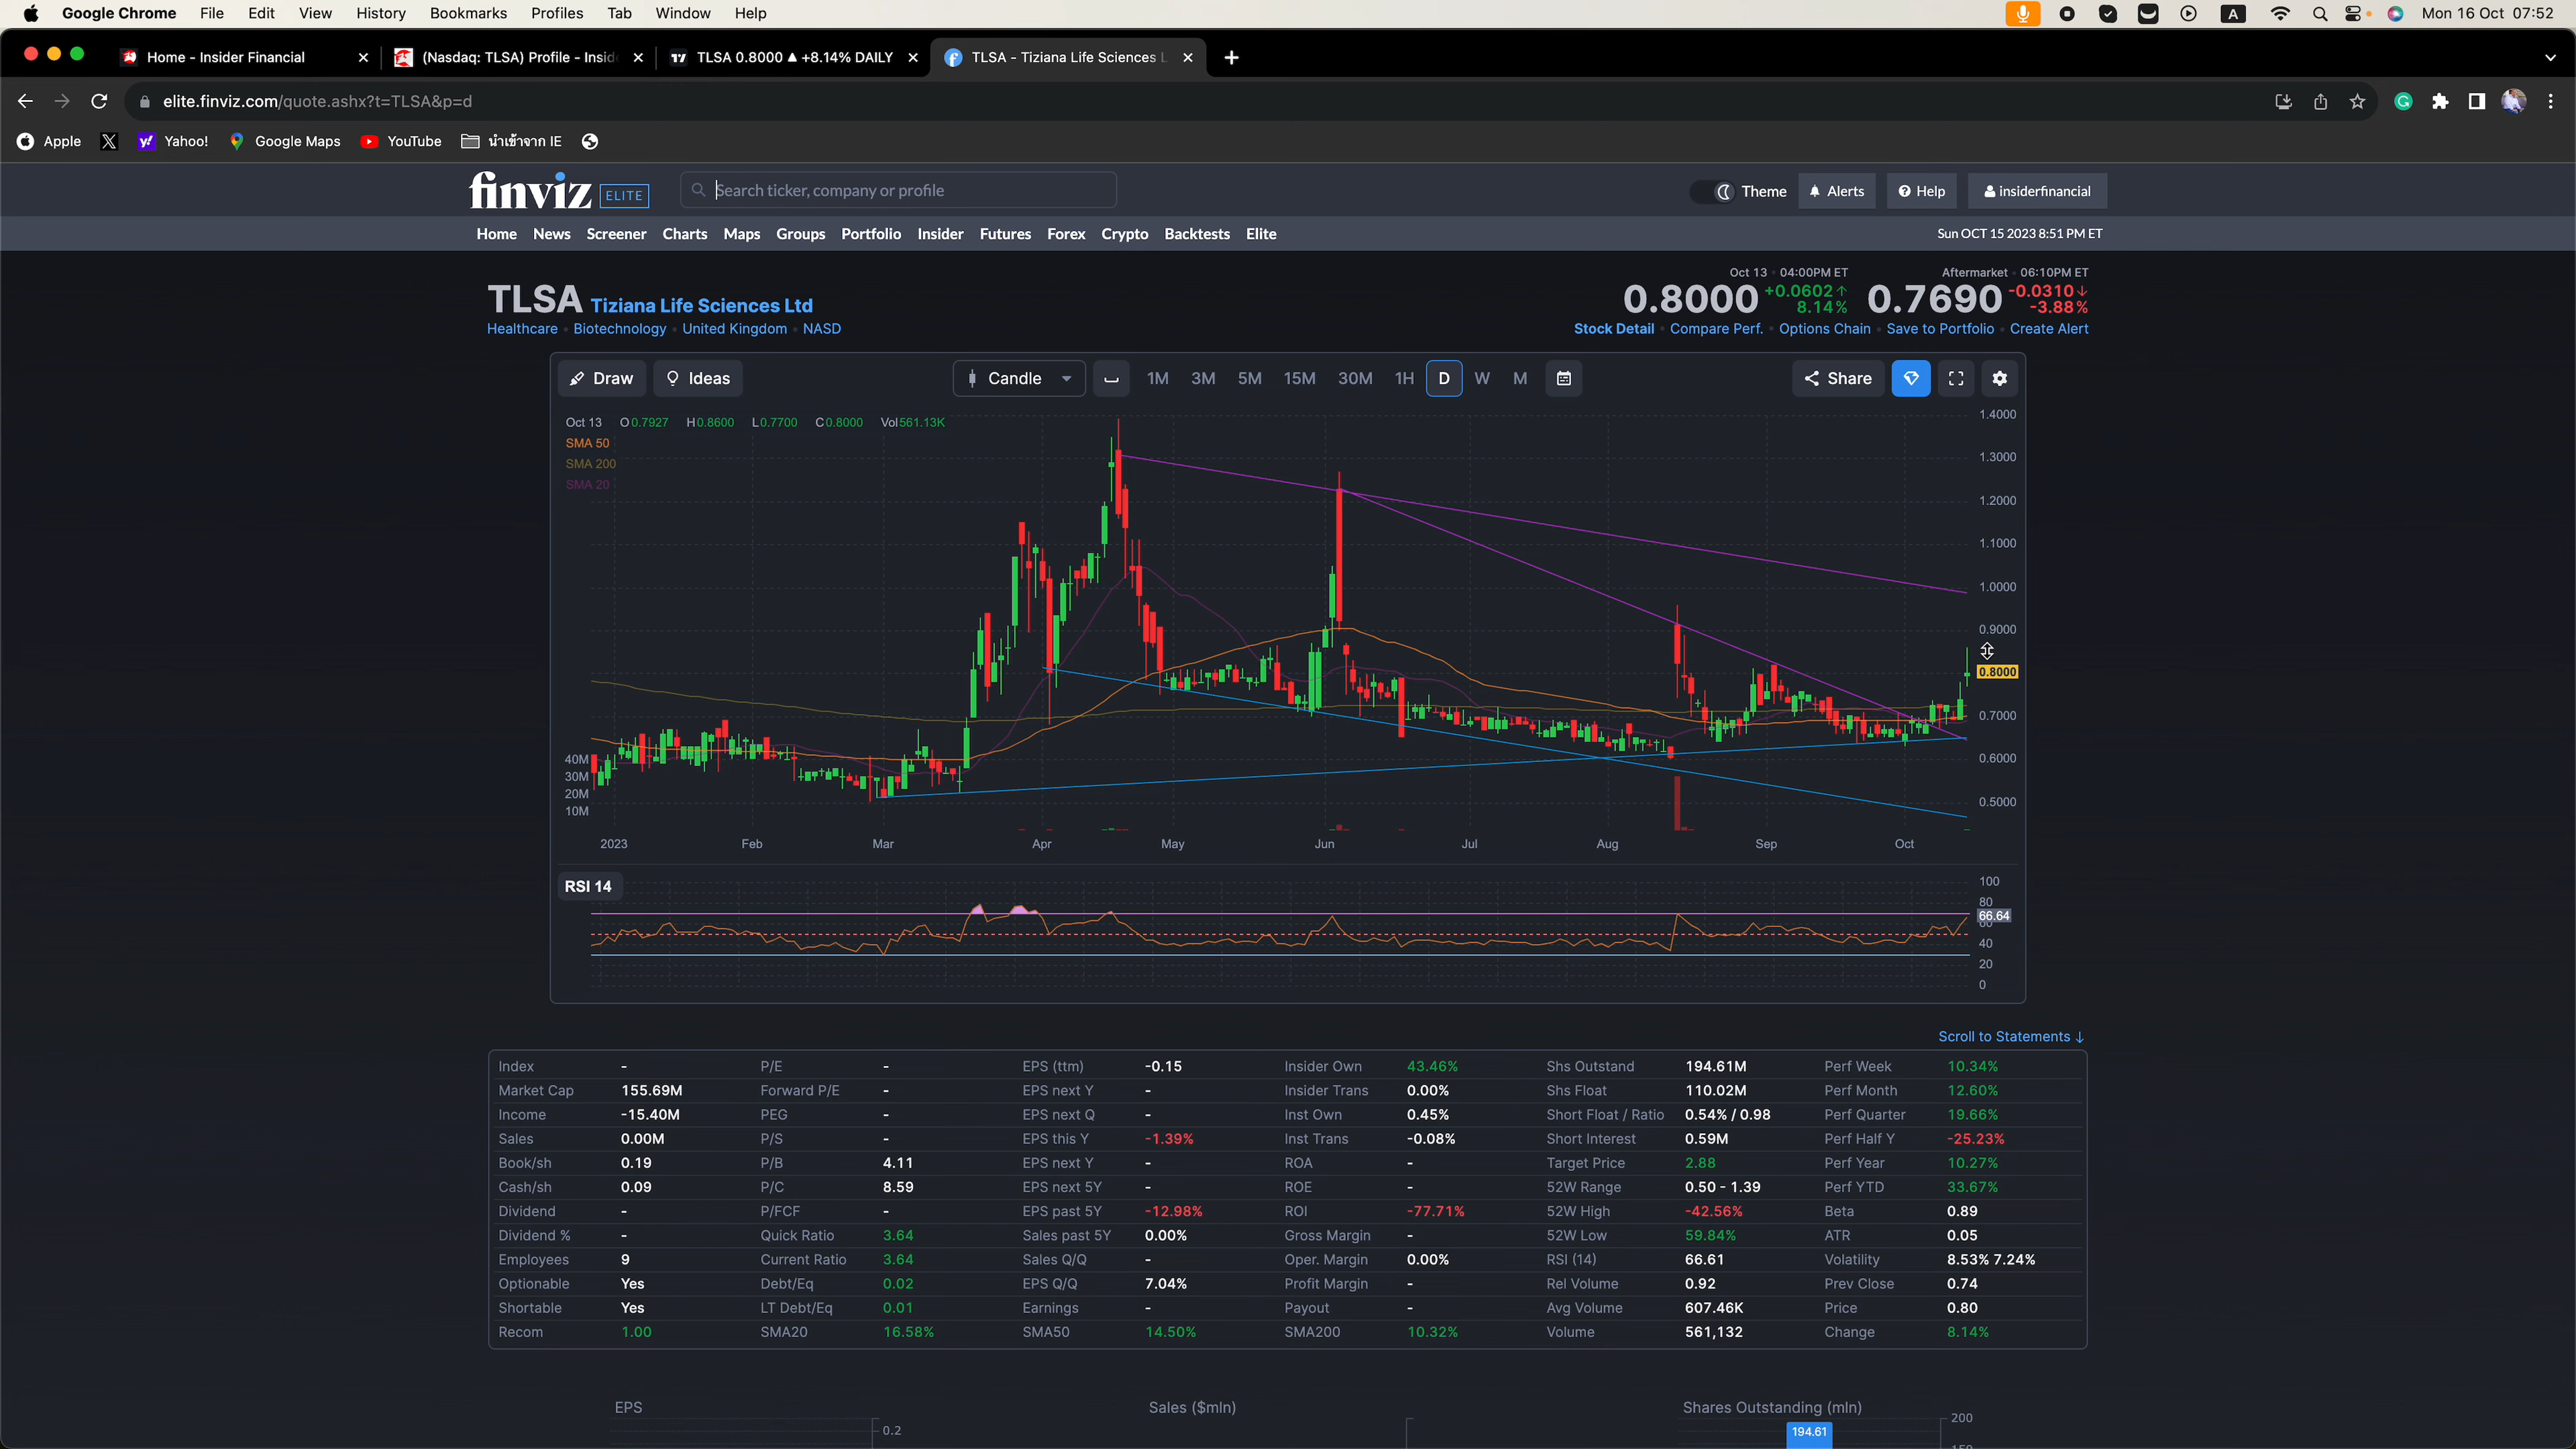 Google Chrome File Edit View History Bookmarks Profiles Tab Window Help A Mon 16 Oct 07:52
Home - Insider Financial (Nasdaq: TLSA) Profile - Insid TLSA 0.8000 ▲ +8.14% DAILY TLSA - Tiziana Life Sciences L
elite.finviz.com/quote.ashx?t=TLSA&p=d
Apple X Yahoo! Google Maps YouTube นำเข้าจาก IE
finviz ELITE Search ticker, company or profile Theme Alerts Help insiderfinancial
Home News Screener Charts Maps Groups Portfolio Insider Futures Forex Crypto Backtests Elite Sun OCT 15 2023 8:51 PM ET
Oct 13 • 04:00PM ET Aftermarket • 06:10PM ET
TLSA Tiziana Life Sciences Ltd 0.8000 +0.0602↑ 8.14% 0.7690 -0.0310↓ -3.88%
Healthcare • Biotechnology • United Kingdom • NASD Stock Detail • Compare Perf. • Options Chain • Save to Portfolio • Create Alert
Draw Ideas Candle 1M 3M 5M 15M 30M 1H D W M Share
Oct 13 O0.7927 H0.8600 L0.7700 C0.8000 Vol561.13K 1.4000
SMA 50
SMA 200 1.3000
SMA 20
1.2000
1.1000
1.0000
0.9000
0.8000
0.7000
40M 0.6000
30M
20M 0.5000
10M
2023 Feb Mar Apr May Jun Jul Aug Sep Oct
RSI 14 100
80
66.64
60
40
20
0
Scroll to Statements ↓
Index - P/E - EPS (ttm) -0.15 Insider Own 43.46% Shs Outstand 194.61M Perf Week 10.34%
Market Cap 155.69M Forward P/E - EPS next Y - Insider Trans 0.00% Shs Float 110.02M Perf Month 12.60%
Income -15.40M PEG - EPS next Q - Inst Own 0.45% Short Float / Ratio 0.54% / 0.98 Perf Quarter 19.66%
Sales 0.00M P/S - EPS this Y -1.39% Inst Trans -0.08% Short Interest 0.59M Perf Half Y -25.23%
Book/sh 0.19 P/B 4.11 EPS next Y - ROA - Target Price 2.88 Perf Year 10.27%
Cash/sh 0.09 P/C 8.59 EPS next 5Y - ROE - 52W Range 0.50 - 1.39 Perf YTD 33.67%
Dividend - P/FCF - EPS past 5Y -12.98% ROI -77.71% 52W High -42.56% Beta 0.89
Dividend % - Quick Ratio 3.64 Sales past 5Y 0.00% Gross Margin - 52W Low 59.84% ATR 0.05
Employees 9 Current Ratio 3.64 Sales Q/Q - Oper. Margin 0.00% RSI (14) 66.61 Volatility 8.53% 7.24%
Optionable Yes Debt/Eq 0.02 EPS Q/Q 7.04% Profit Margin - Rel Volume 0.92 Prev Close 0.74
Shortable Yes LT Debt/Eq 0.01 Earnings - Payout - Avg Volume 607.46K Price 0.80
Recom 1.00 SMA20 16.58% SMA50 14.50% SMA200 10.32% Volume 561,132 Change 8.14%
EPS Sales ($mln) Shares Outstanding (mln)
0.2 194.61 200